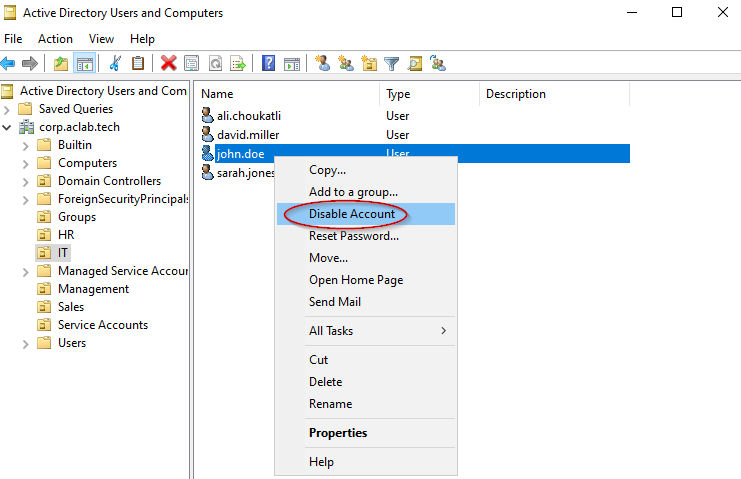 Active Directory Users and Computers
File Action View Help
Active Directory Users and Com
Saved Queries
corp.aclab.tech
Builtin
Computers
Domain Controllers
ForeignSecurityPrincipals
Groups
HR
IT
Managed Service Accour
Management
Sales
Service Accounts
Users
Name Type Description
ali.choukatli User
david.miller User
john.doe User
sarah.jones
Copy...
Add to a group...
Disable Account
Reset Password...
Move...
Open Home Page
Send Mail
All Tasks
Cut
Delete
Rename
Properties
Help